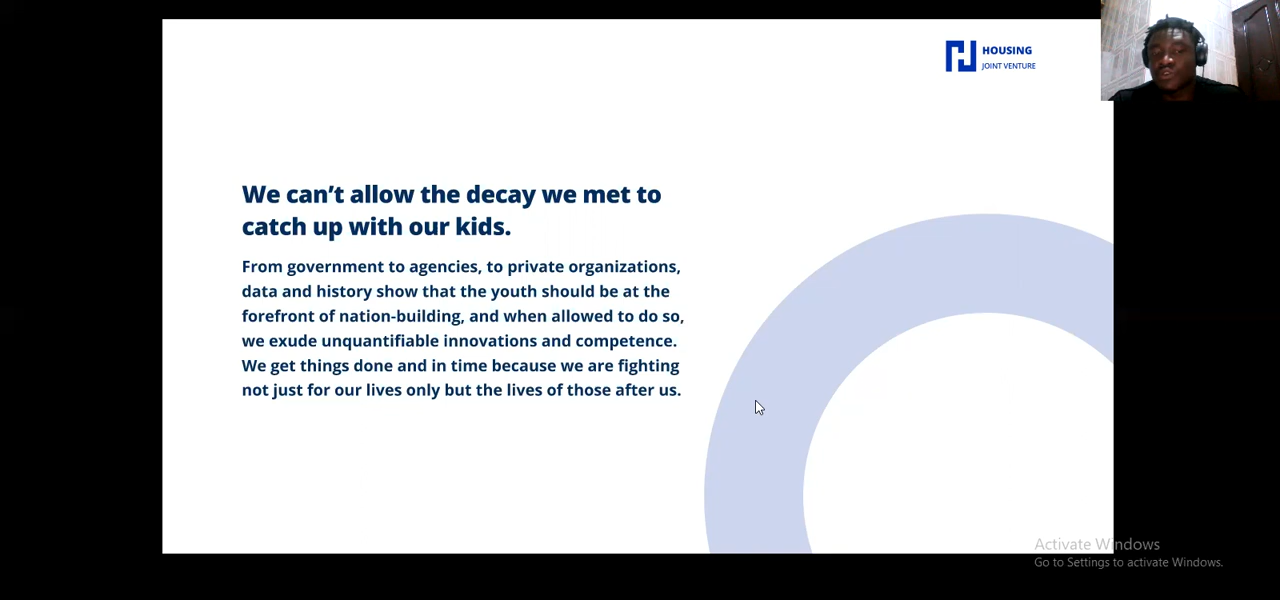 HOUSING
JOINT VENTURE
We can’t allow the decay we met to
catch up with our kids.
From government to agencies, to private organizations,
data and history show that the youth should be at the
forefront of nation-building, and when allowed to do so,
we exude unquantifiable innovations and competence.
We get things done and in time because we are fighting
not just for our lives only but the lives of those after us.
Activate Windows
Go to Settings to activate Windows.